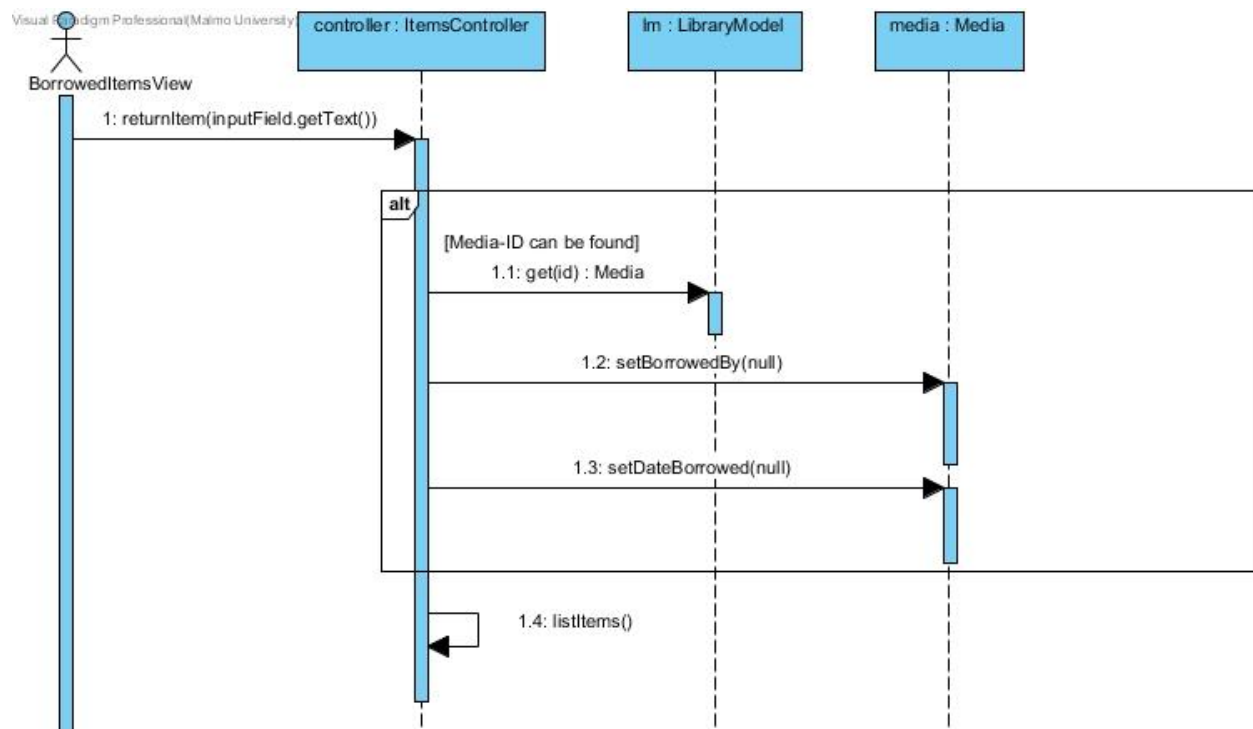 Visual Paradigm Professional(Malmo University)
controller : ItemsController
lm : LibraryModel
media : Media
BorrowedItemsView
1: returnItem(inputField.getText())
alt
[Media-ID can be found]
1.1: get(id) : Media
1.2: setBorrowedBy(null)
1.3: setDateBorrowed(null)
1.4: listItems()